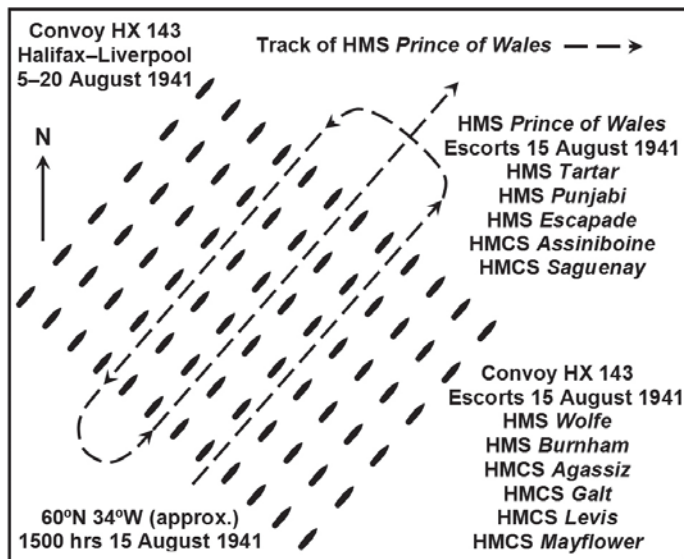 Convoy HX 143
Halifax–Liverpool
5–20 August 1941
Track of HMS Prince of Wales
N
HMS Prince of Wales
Escorts 15 August 1941
HMS Tartar
HMS Punjabi
HMS Escapade
HMCS Assiniboine
HMCS Saguenay
Convoy HX 143
Escorts 15 August 1941
HMS Wolfe
HMS Burnham
HMCS Agassiz
HMCS Galt
HMCS Levis
HMCS Mayflower
60ºN 34ºW (approx.)
1500 hrs 15 August 1941